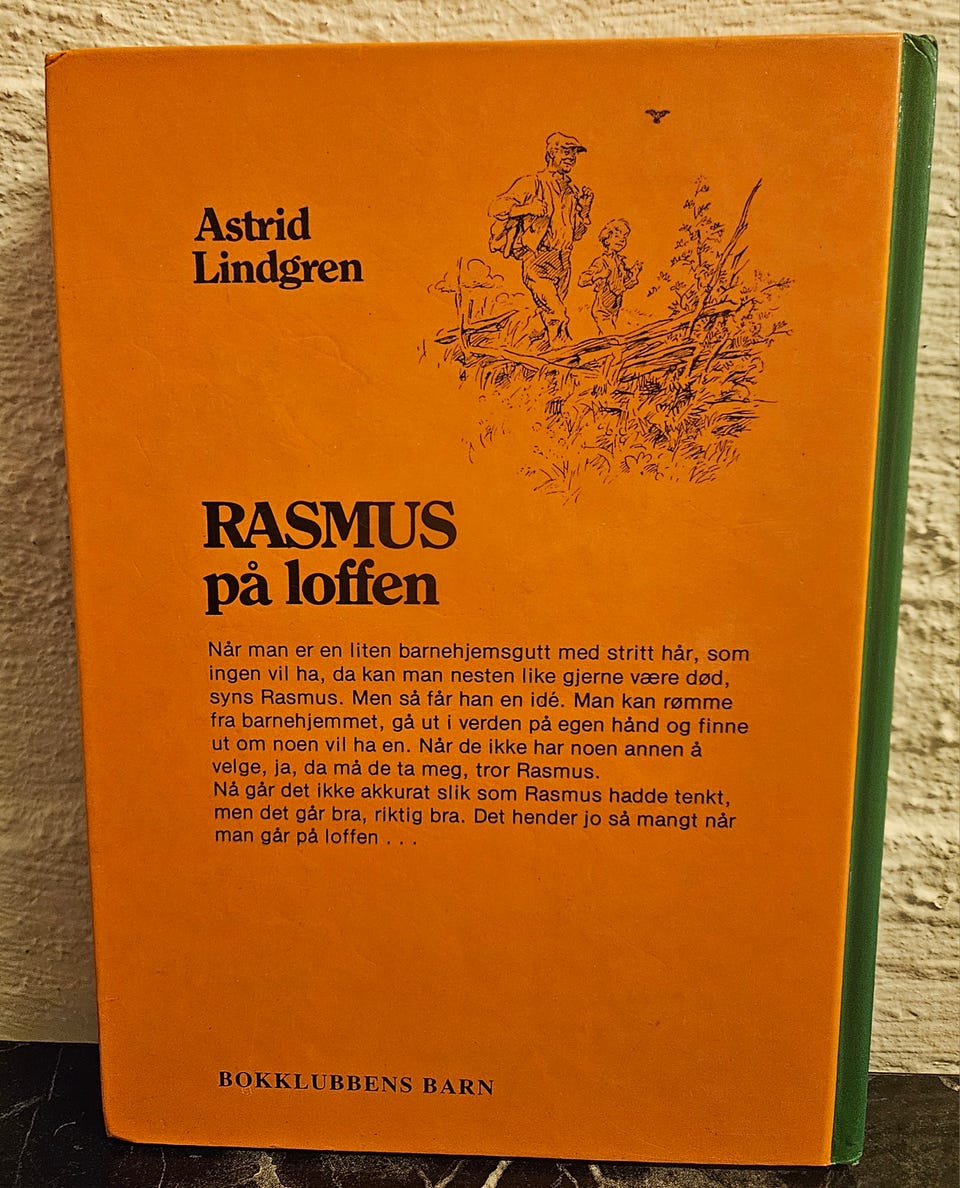 Astrid
Lindgren
RASMUS
på loffen
Når man er en liten barnehjemsgutt med stritt hår, som
ingen vil ha, da kan man nesten like gjerne være død,
syns Rasmus. Men så får han en idé. Man kan rømme
fra barnehjemmet, gå ut i verden på egen hånd og finne
ut om noen vil ha en. Når de ikke har noen annen å
velge, ja, da må de ta meg, tror Rasmus.
Nå går det ikke akkurat slik som Rasmus hadde tenkt,
men det går bra, riktig bra. Det hender jo så mangt når
man går på loffen . . .
BOKKLUBBENS BARN